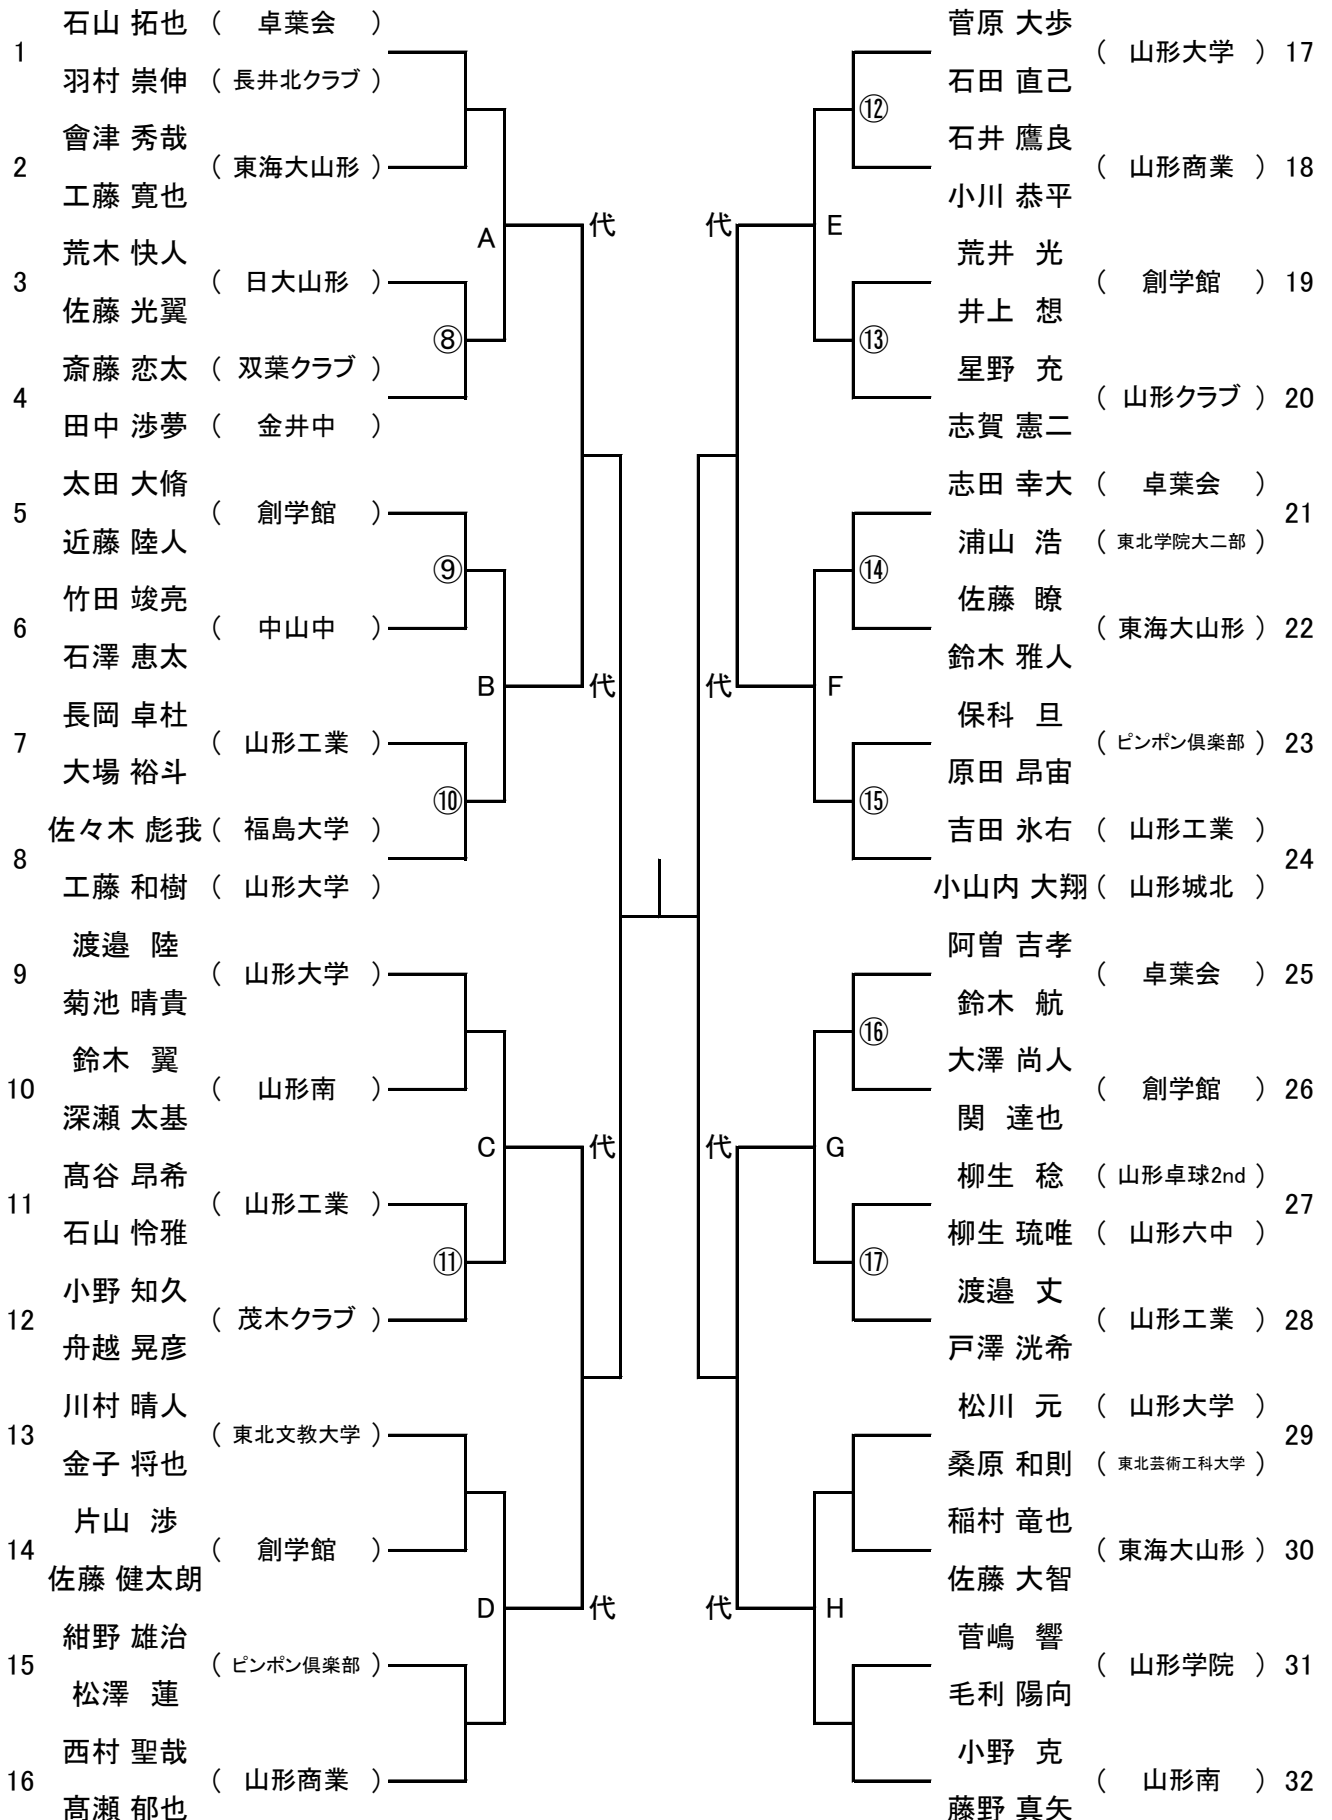 石山 拓也 ( 卓葉会 )
1
羽村 崇伸 ( 長井北クラブ )
會津 秀哉
2 ( 東海大山形 )
工藤 寛也
荒木 快人
3 ( 日大山形 )
佐藤 光翼
斎藤 恋太 ( 双葉クラブ )
4
田中 渉夢 ( 金井中 )
太田 大脩
5 ( 創学館 )
近藤 陸人
竹田 竣亮
6 ( 中山中 )
石澤 恵太
長岡 卓杜
7 ( 山形工業 )
大場 裕斗
佐々木 彪我 ( 福島大学 )
8
工藤 和樹 ( 山形大学 )
渡邉 陸
9 ( 山形大学 )
菊池 晴貴
鈴木 翼
10 ( 山形南 )
深瀬 太基
髙谷 昂希
11 ( 山形工業 )
石山 怜雅
小野 知久
12 ( 茂木クラブ )
舟越 晃彦
川村 晴人
13 ( 東北文教大学 )
金子 将也
片山 渉
14 ( 創学館 )
佐藤 健太朗
紺野 雄治
15 ( ピンポン倶楽部 )
松澤 蓮
西村 聖哉
16 ( 山形商業 )
髙瀬 郁也
A
⑧
⑨
B
⑩
C
⑪
D
代
代
代
代
代
代
代
代
⑫
E
⑬
⑭
F
⑮
⑯
G
⑰
H
菅原 大歩
( 山形大学 ) 17
石田 直己
石井 鷹良
( 山形商業 ) 18
小川 恭平
荒井 光
( 創学館 ) 19
井上 想
星野 充
( 山形クラブ ) 20
志賀 憲二
志田 幸大 ( 卓葉会 )
21
浦山 浩 ( 東北学院大二部 )
佐藤 瞭
( 東海大山形 ) 22
鈴木 雅人
保科 旦
( ピンポン倶楽部 ) 23
原田 昂宙
吉田 氷右 ( 山形工業 )
24
小山内 大翔 ( 山形城北 )
阿曽 吉孝
( 卓葉会 ) 25
鈴木 航
大澤 尚人
( 創学館 ) 26
関 達也
柳生 稔 ( 山形卓球2nd )
27
柳生 琉唯 ( 山形六中 )
渡邉 丈
( 山形工業 ) 28
戸澤 洸希
松川 元 ( 山形大学 )
29
桑原 和則 ( 東北芸術工科大学 )
稲村 竜也
( 東海大山形 ) 30
佐藤 大智
菅嶋 響
( 山形学院 ) 31
毛利 陽向
小野 克
( 山形南 ) 32
藤野 真矢